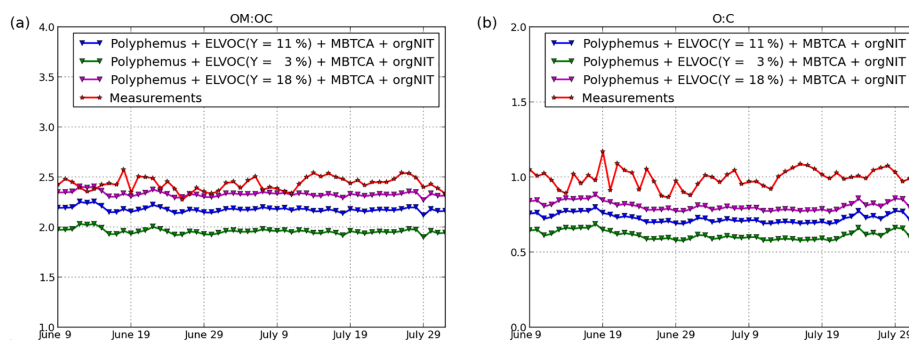 (a)
OM:OC
4.0
3.5
3.0
2.5
2.0
1.5
1.0
Polyphemus + ELVOC(Y = 11 %) + MBTCA + orgNIT
Polyphemus + ELVOC(Y = 3 %) + MBTCA + orgNIT
Polyphemus + ELVOC(Y = 18 %) + MBTCA + orgNIT
Measurements
June 9 June 19 June 29 July 9 July 19 July 29
(b)
O:C
2.0
1.5
1.0
0.5
0.0
Polyphemus + ELVOC(Y = 11 %) + MBTCA + orgNIT
Polyphemus + ELVOC(Y = 3 %) + MBTCA + orgNIT
Polyphemus + ELVOC(Y = 18 %) + MBTCA + orgNIT
Measurements
June 9 June 19 June 29 July 9 July 19 July 29